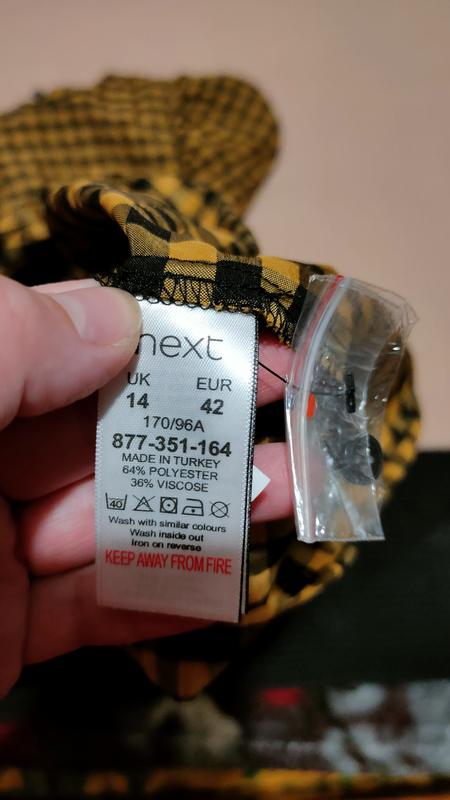 next
UK EUR
14 42
170/96A
877-351-164
MADE IN TURKEY
64% POLYESTER
36% VISCOSE
40
Wash with similar colours
Wash inside out
Iron on reverse
KEEP AWAY FROM FIRE